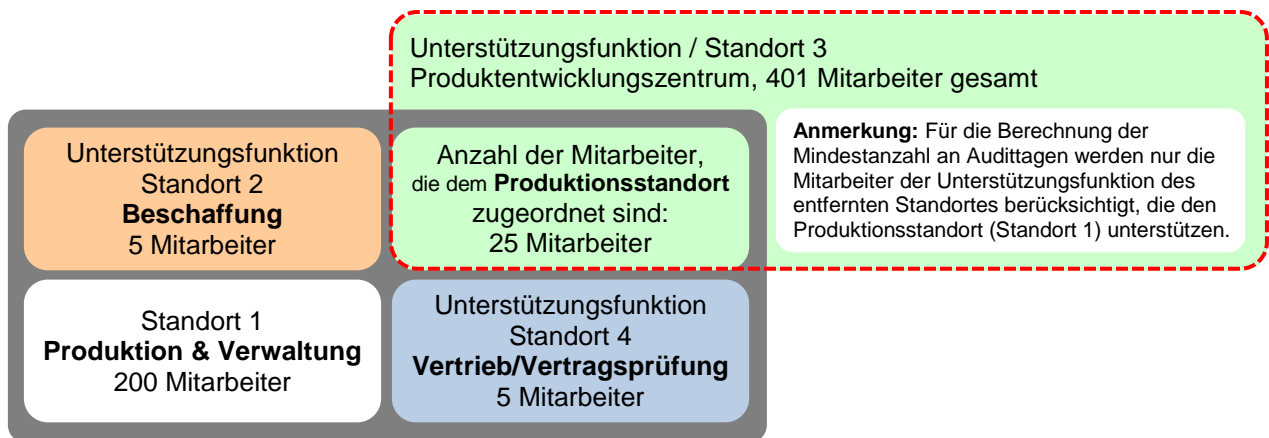 Unterstützungsfunktion / Standort 3
Produktentwicklungszentrum, 401 Mitarbeiter gesamt
Unterstützungsfunktion
Standort 2
Beschaffung
5 Mitarbeiter
Anzahl der Mitarbeiter,
die dem Produktionsstandort
zugeordnet sind:
25 Mitarbeiter
Anmerkung: Für die Berechnung der
Mindestanzahl an Audittagen werden nur die
Mitarbeiter der Unterstützungsfunktion des
entfernten Standortes berücksichtigt, die den
Produktionsstandort (Standort 1) unterstützen.
Standort 1
Produktion & Verwaltung
200 Mitarbeiter
Unterstützungsfunktion
Standort 4
Vertrieb/Vertragsprüfung
5 Mitarbeiter